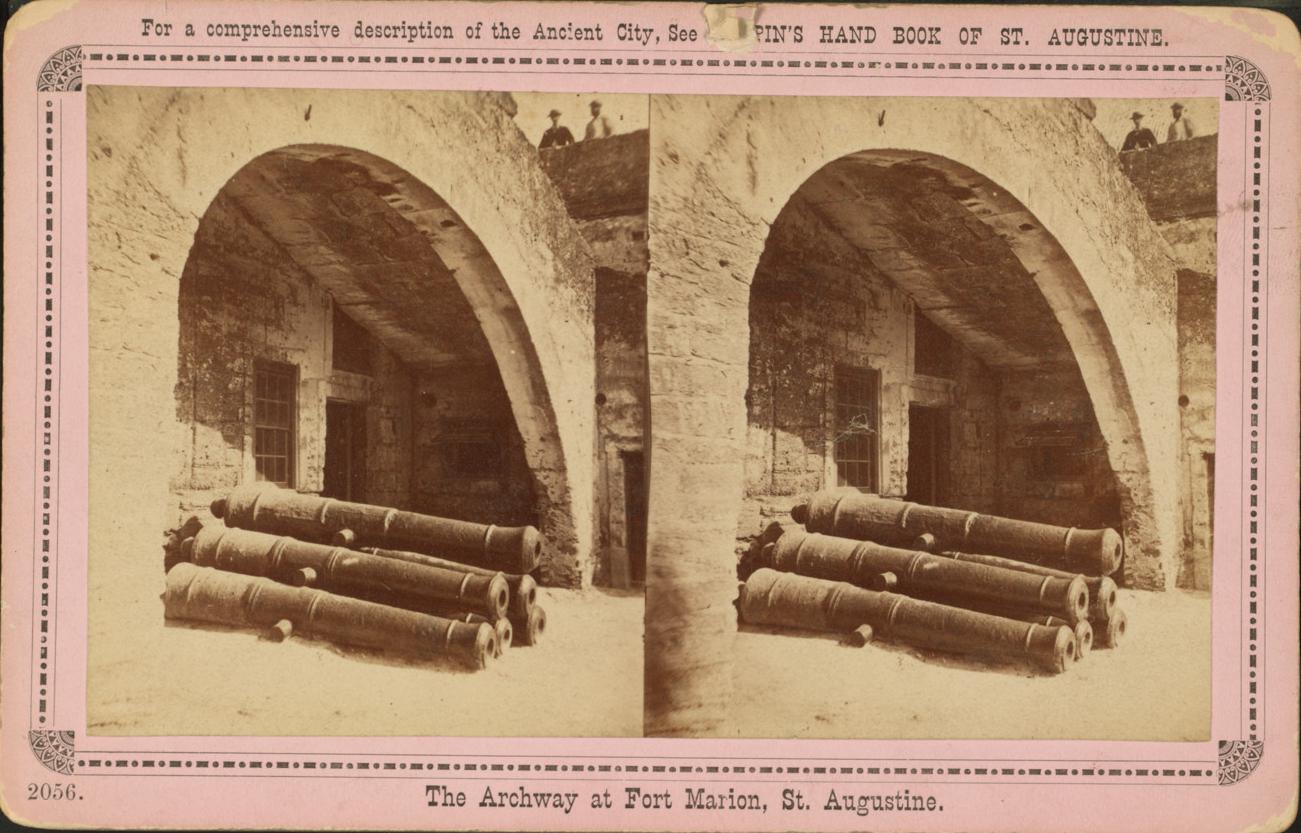 For a comprehensive description of the Ancient City, See PIN'S HAND BOOK OF ST. AUGUSTINE.
2056.
The Archway at Fort Marion, St. Augustine.